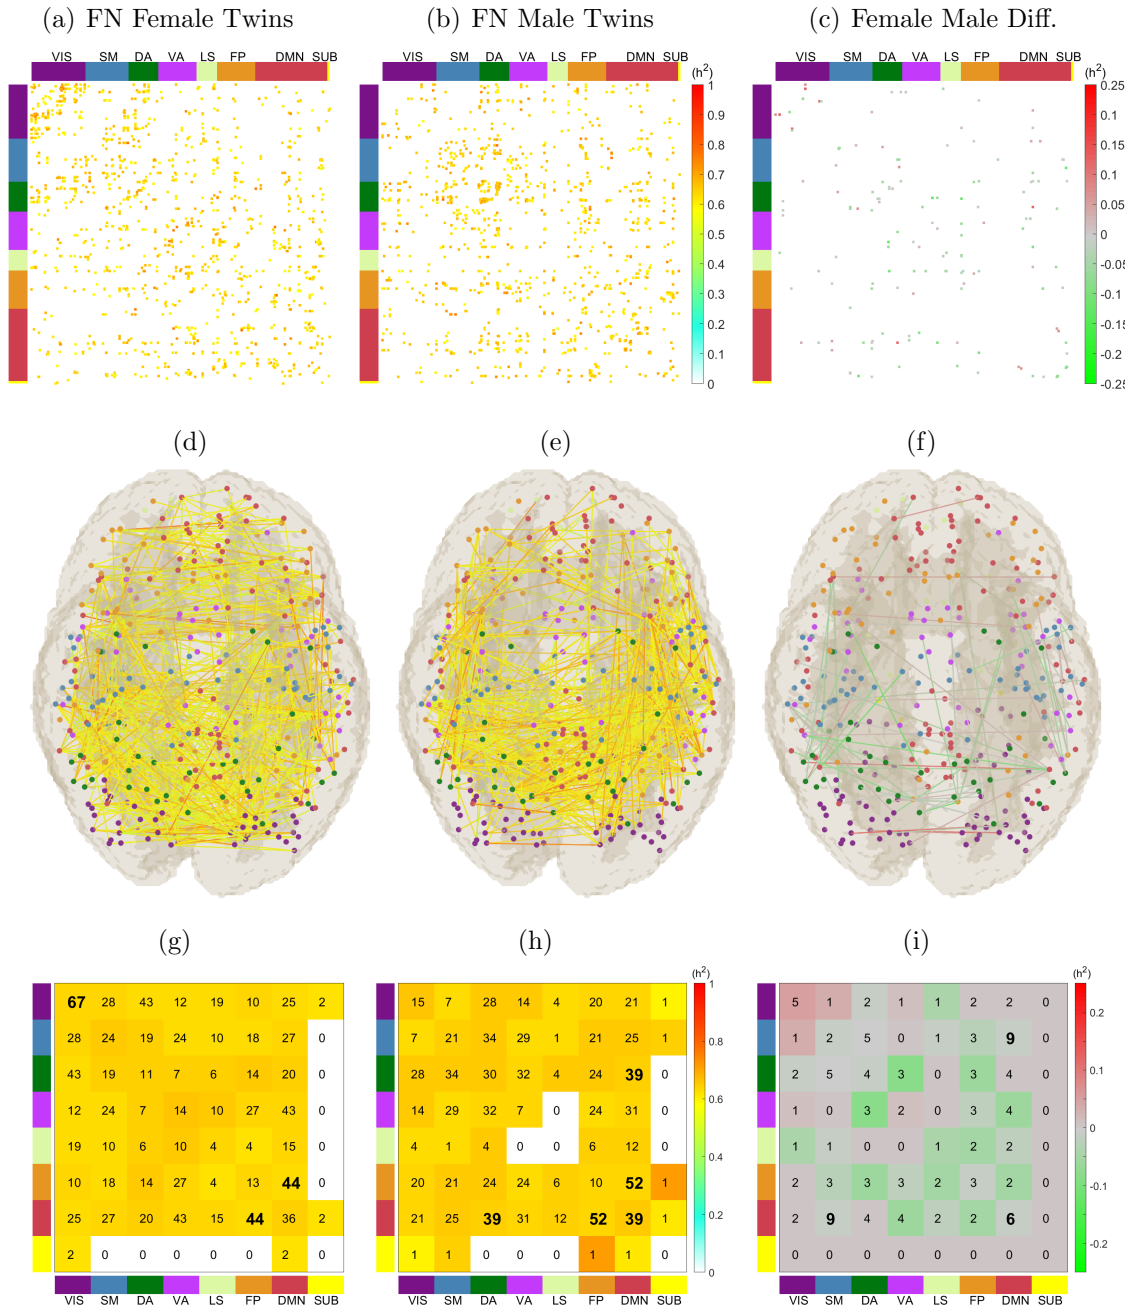 (a) FN Female Twins (b) FN Male Twins (c) Female Male Diff.
VIS SM DA VA LS FP DMN SUB VIS SM DA VA LS FP DMN SUB VIS SM DA VA LS FP DMN SUB
(h²) (h²)
1 0.25
0.9 0.2
0.8 0.15
0.7 0.1
0.6 0.05
0.5 0
0.4 -0.05
0.3 -0.1
0.2 -0.15
0.1 -0.2
0 -0.25
(d) (e) (f)
(g) (h) (i)
(h²) (h²)
67 28 43 12 19 10 25 2 15 7 28 14 4 20 21 1 5 1 2 1 1 2 2 0
28 24 19 24 10 18 27 0 7 21 34 29 1 21 25 1 1 2 5 0 1 3 9 0
43 19 11 7 6 14 20 0 28 34 30 32 4 24 39 0 2 5 4 3 0 3 4 0
12 24 7 14 10 27 43 0 14 29 32 7 0 24 31 0 1 0 3 2 0 3 4 0
19 10 6 10 4 4 15 0 4 1 4 0 0 6 12 0 1 1 0 0 1 2 2 0
10 18 14 27 4 13 44 0 20 21 24 24 6 10 52 1 2 3 3 3 2 3 2 0
25 27 20 43 15 44 36 2 21 25 39 31 12 52 39 1 2 9 4 4 2 2 6 0
2 0 0 0 0 0 2 0 1 1 0 0 0 1 1 0 0 0 0 0 0 0 0 0
1 0.8 0.6 0.4 0.2 0 0.2 0.1 0 -0.1 -0.2
VIS SM DA VA LS FP DMN SUB VIS SM DA VA LS FP DMN SUB VIS SM DA VA LS FP DMN SUB